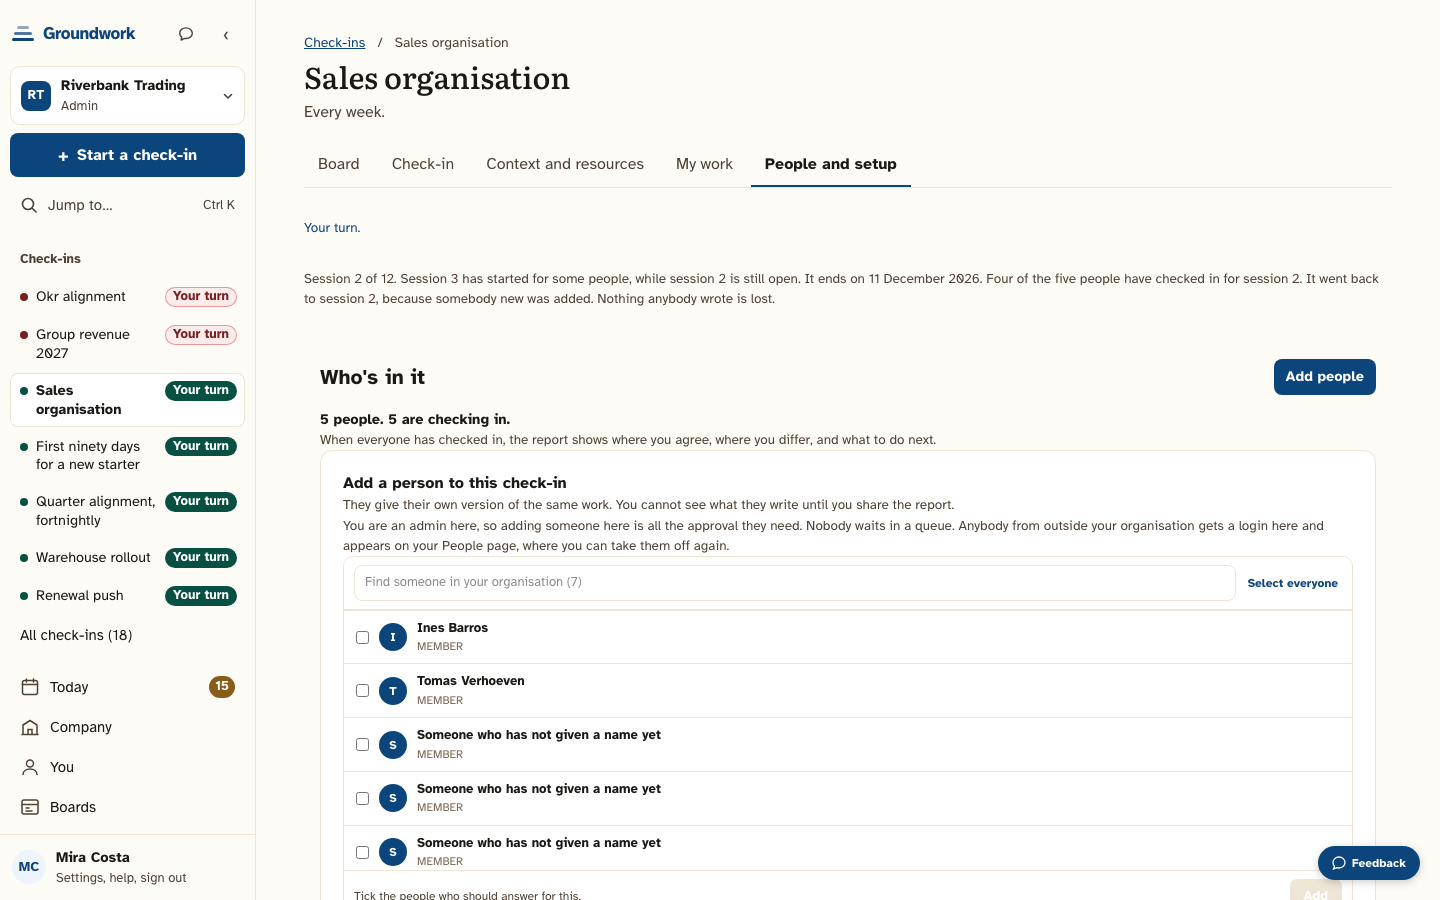 Groundwork
RT
Riverbank Trading
Admin
+ Start a check-in
Jump to...
Ctrl K
Check-ins
Okr alignment
Your turn
Group revenue 2027
Your turn
Sales organisation
Your turn
First ninety days for a new starter
Your turn
Quarter alignment, fortnightly
Your turn
Warehouse rollout
Your turn
Renewal push
Your turn
All check-ins (18)
Today
15
Company
You
Boards
MC
Mira Costa
Settings, help, sign out
Check-ins / Sales organisation
Sales organisation
Every week.
Board
Check-in
Context and resources
My work
People and setup
Your turn.
Session 2 of 12. Session 3 has started for some people, while session 2 is still open. It ends on 11 December 2026. Four of the five people have checked in for session 2. It went back
to session 2, because somebody new was added. Nothing anybody wrote is lost.
Who's in it
Add people
5 people. 5 are checking in.
When everyone has checked in, the report shows where you agree, where you differ, and what to do next.
Add a person to this check-in
They give their own version of the same work. You cannot see what they write until you share the report.
You are an admin here, so adding someone here is all the approval they need. Nobody waits in a queue. Anybody from outside your organisation gets a login here and
appears on your People page, where you can take them off again.
Find someone in your organisation (7)
Select everyone
I
Ines Barros
MEMBER
T
Tomas Verhoeven
MEMBER
S
Someone who has not given a name yet
MEMBER
S
Someone who has not given a name yet
MEMBER
S
Someone who has not given a name yet
MEMBER
Tick the people who should answer for this.
Add
Feedback